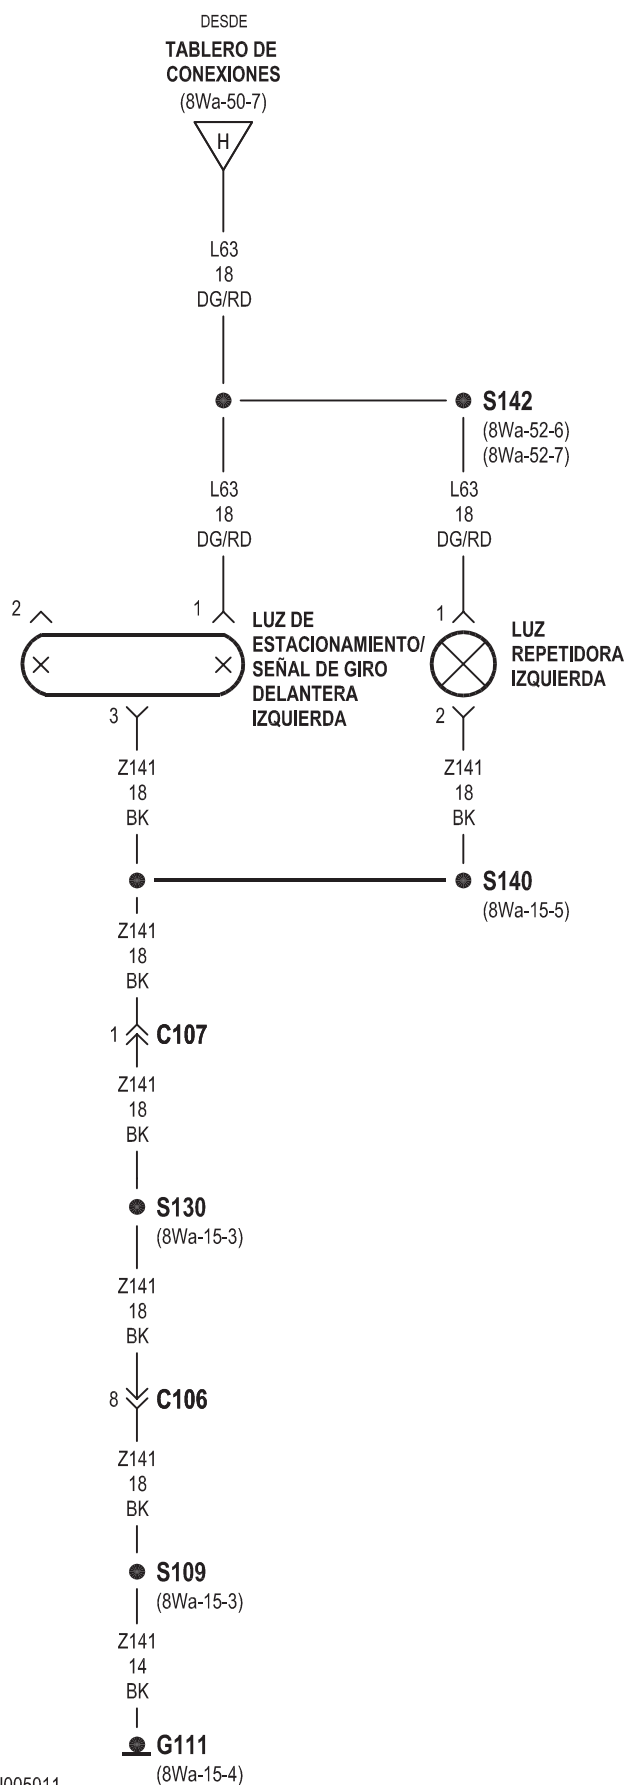 DESDE
TABLERO DE
CONEXIONES
(8Wa-50-7)
H
L63
18
DG/RD
S142
(8Wa-52-6)
(8Wa-52-7)
L63
18
DG/RD
L63
18
DG/RD
2
1
LUZ DE
ESTACIONAMIENTO/
SEÑAL DE GIRO
DELANTERA
IZQUIERDA
1
LUZ
REPETIDORA
IZQUIERDA
3
2
Z141
18
BK
Z141
18
BK
S140
(8Wa-15-5)
Z141
18
BK
1
C107
Z141
18
BK
S130
(8Wa-15-3)
Z141
18
BK
8
C106
Z141
18
BK
S109
(8Wa-15-3)
Z141
14
BK
G111
(8Wa-15-4)